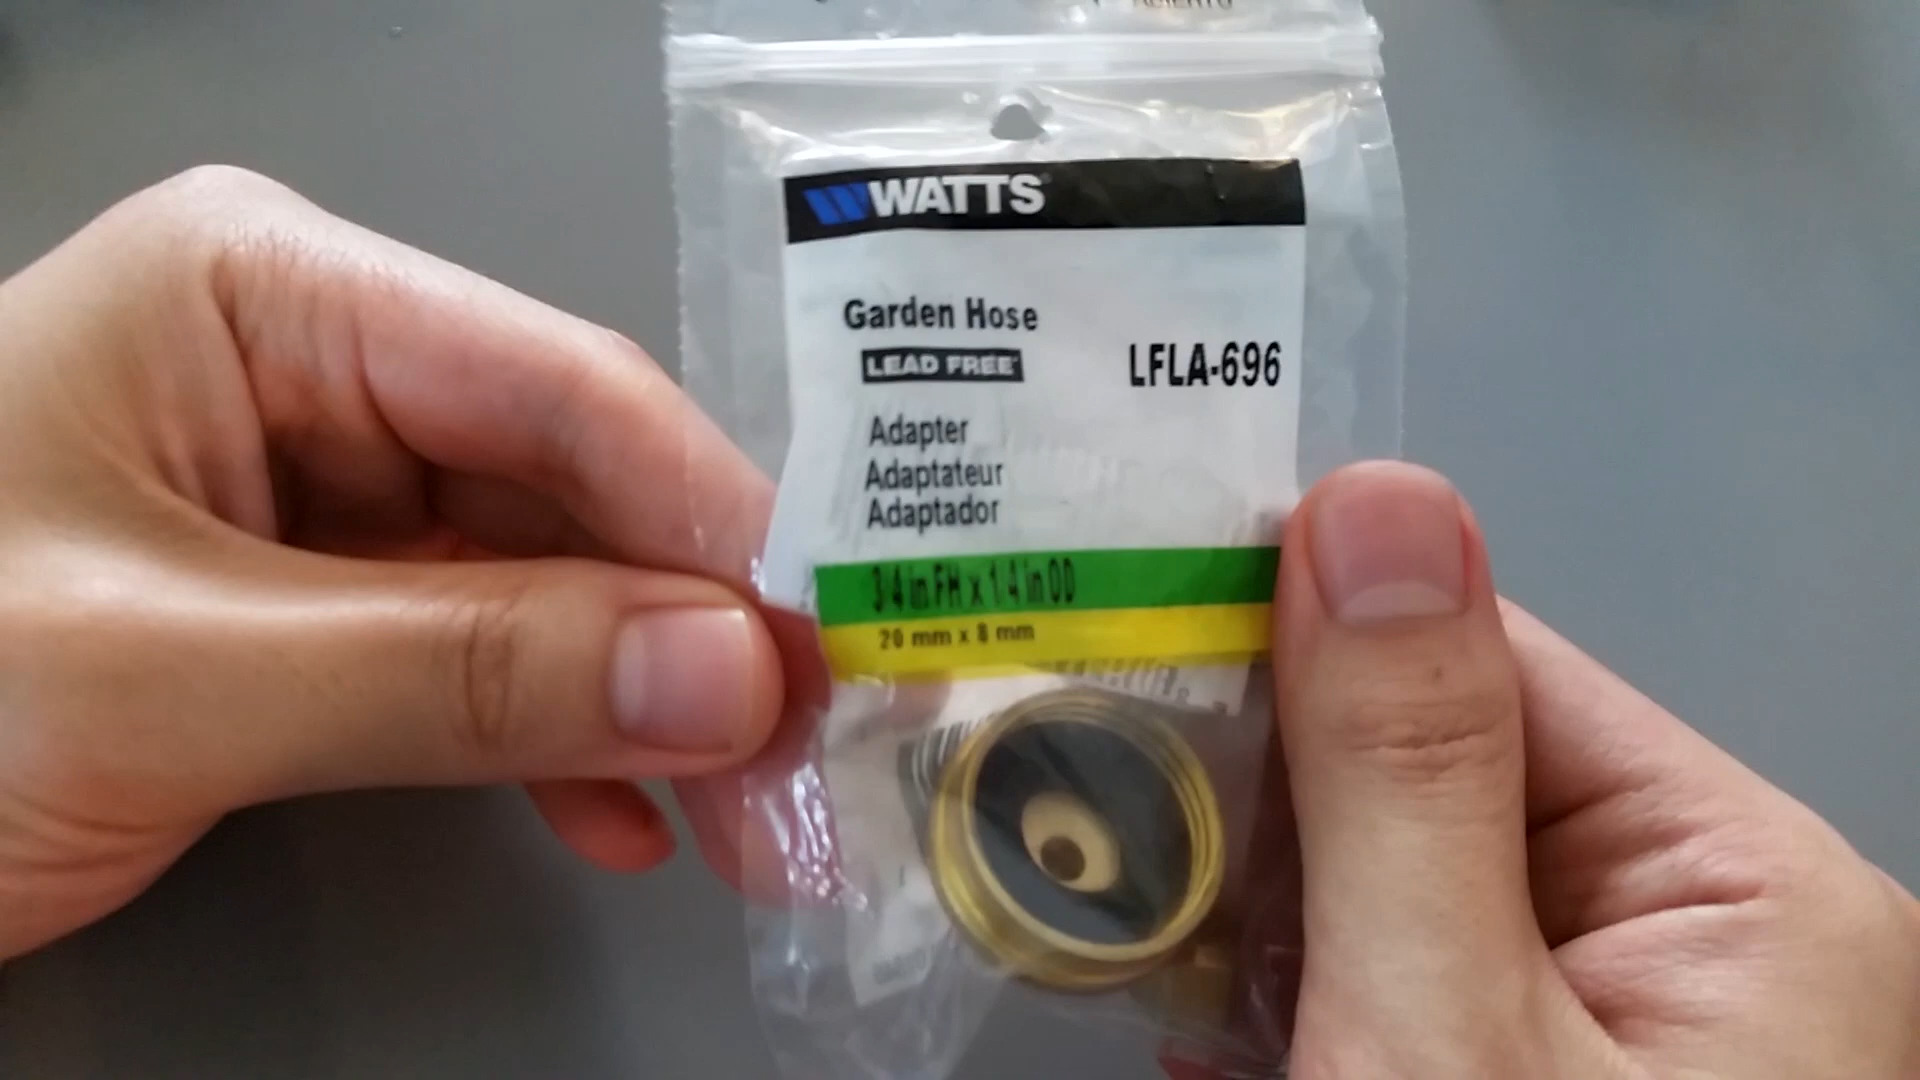 WATTS
Garden Hose
LEAD FREE
LFLA-696
Adapter
Adaptateur
Adaptador
3/4 in FH x 1/4 in OD
20 mm x 8 mm